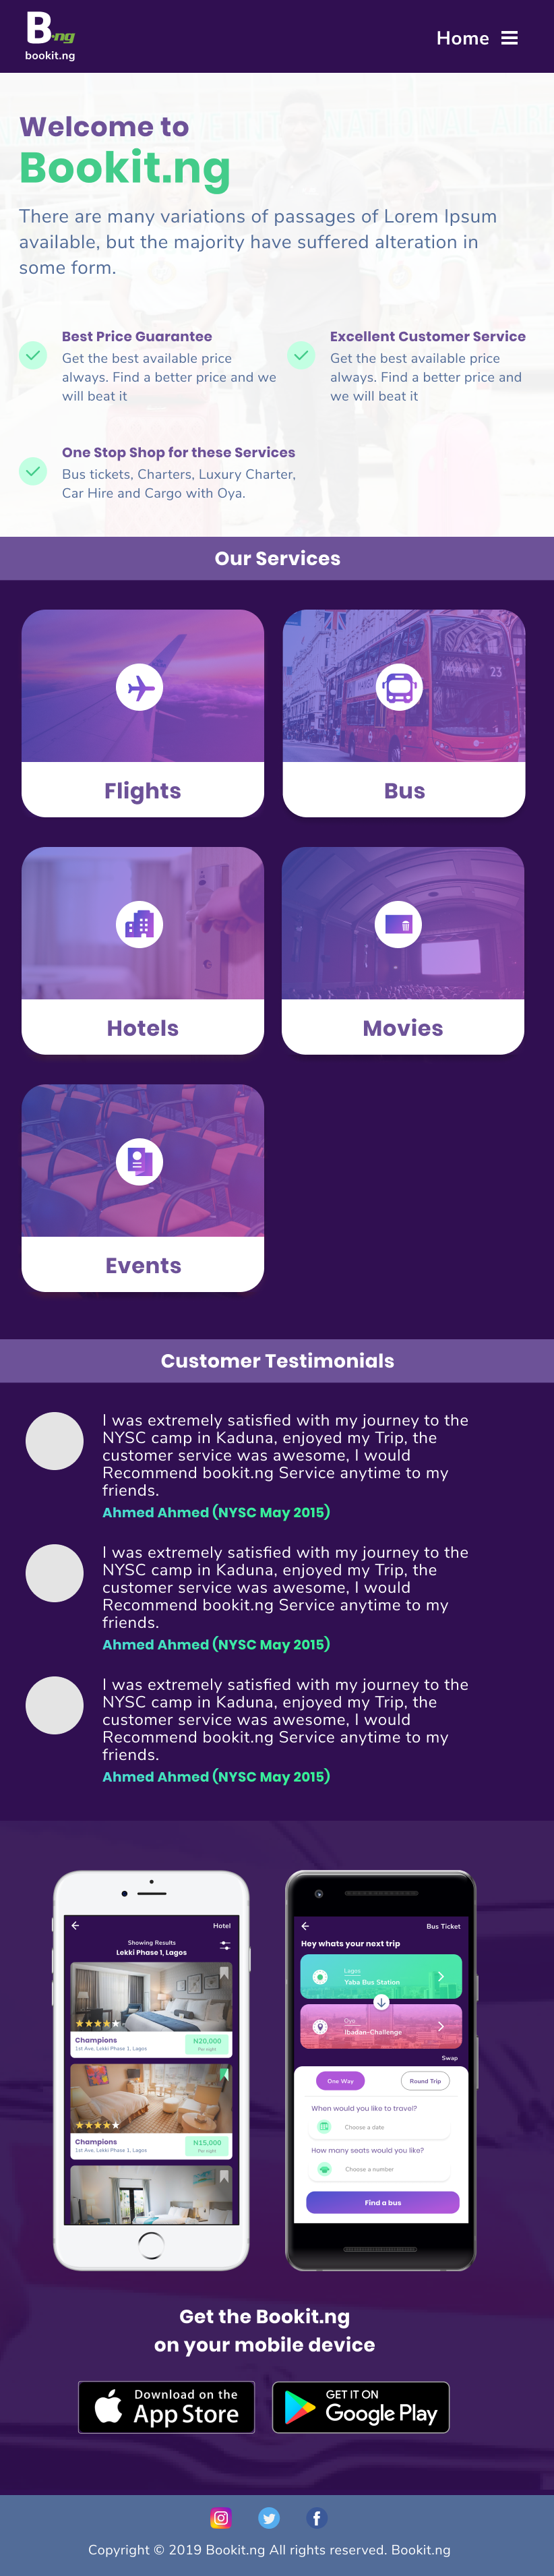 B.ng
bookit.ng
Home
Welcome to
Bookit.ng
There are many variations of passages of Lorem Ipsum
available, but the majority have suffered alteration in
some form.
Best Price Guarantee
Get the best available price
always. Find a better price and we
will beat it
Excellent Customer Service
Get the best available price
always. Find a better price and
we will beat it
One Stop Shop for these Services
Bus tickets, Charters, Luxury Charter,
Car Hire and Cargo with Oya.
Our Services
23
Flights
Bus
Hotels
Movies
Events
Customer Testimonials
I was extremely satisfied with my journey to the
NYSC camp in Kaduna, enjoyed my Trip, the
customer service was awesome, I would
Recommend bookit.ng Service anytime to my
friends.
Ahmed Ahmed (NYSC May 2015)
I was extremely satisfied with my journey to the
NYSC camp in Kaduna, enjoyed my Trip, the
customer service was awesome, I would
Recommend bookit.ng Service anytime to my
friends.
Ahmed Ahmed (NYSC May 2015)
I was extremely satisfied with my journey to the
NYSC camp in Kaduna, enjoyed my Trip, the
customer service was awesome, I would
Recommend bookit.ng Service anytime to my
friends.
Ahmed Ahmed (NYSC May 2015)
Hotel
Showing Results
Lekki Phase 1, Lagos
Champions
1st Ave, Lekki Phase 1, Lagos
N20,000
Per night
Champions
1st Ave, Lekki Phase 1, Lagos
N15,000
Per night
Bus Ticket
Hey whats your next trip
Lagos
Yaba Bus Station
Oyo
Ibadan-Challenge
Swap
One Way
Round Trip
When would you like to travel?
Choose a date
How many seats would you like?
Choose a number
Find a bus
Get the Bookit.ng
on your mobile device
Download on the
App Store
GET IT ON
Google Play
Copyright © 2019 Bookit.ng All rights reserved. Bookit.ng